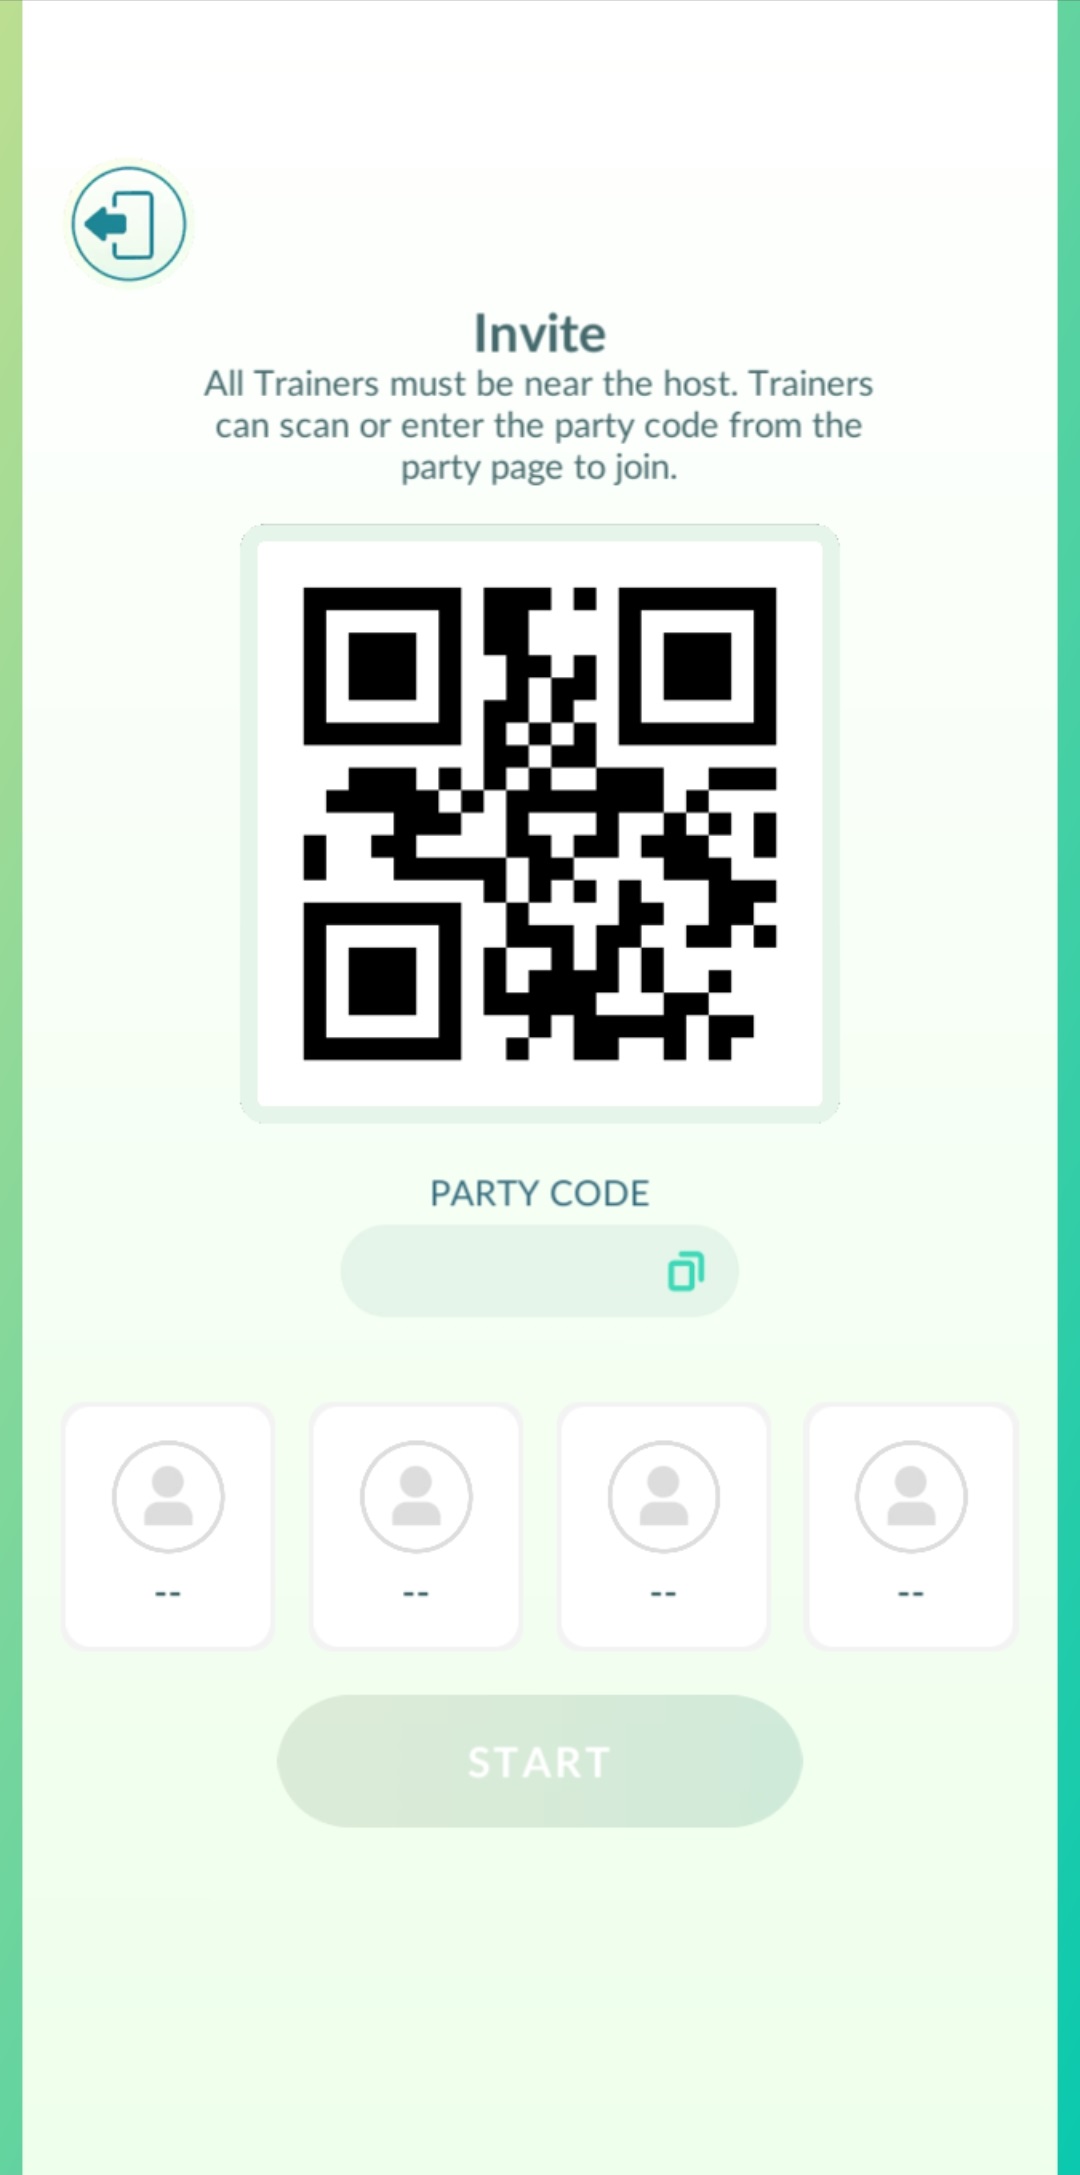 Invite
All Trainers must be near the host. Trainers
can scan or enter the party code from the
party page to join.
PARTY CODE
-- -- -- --
START